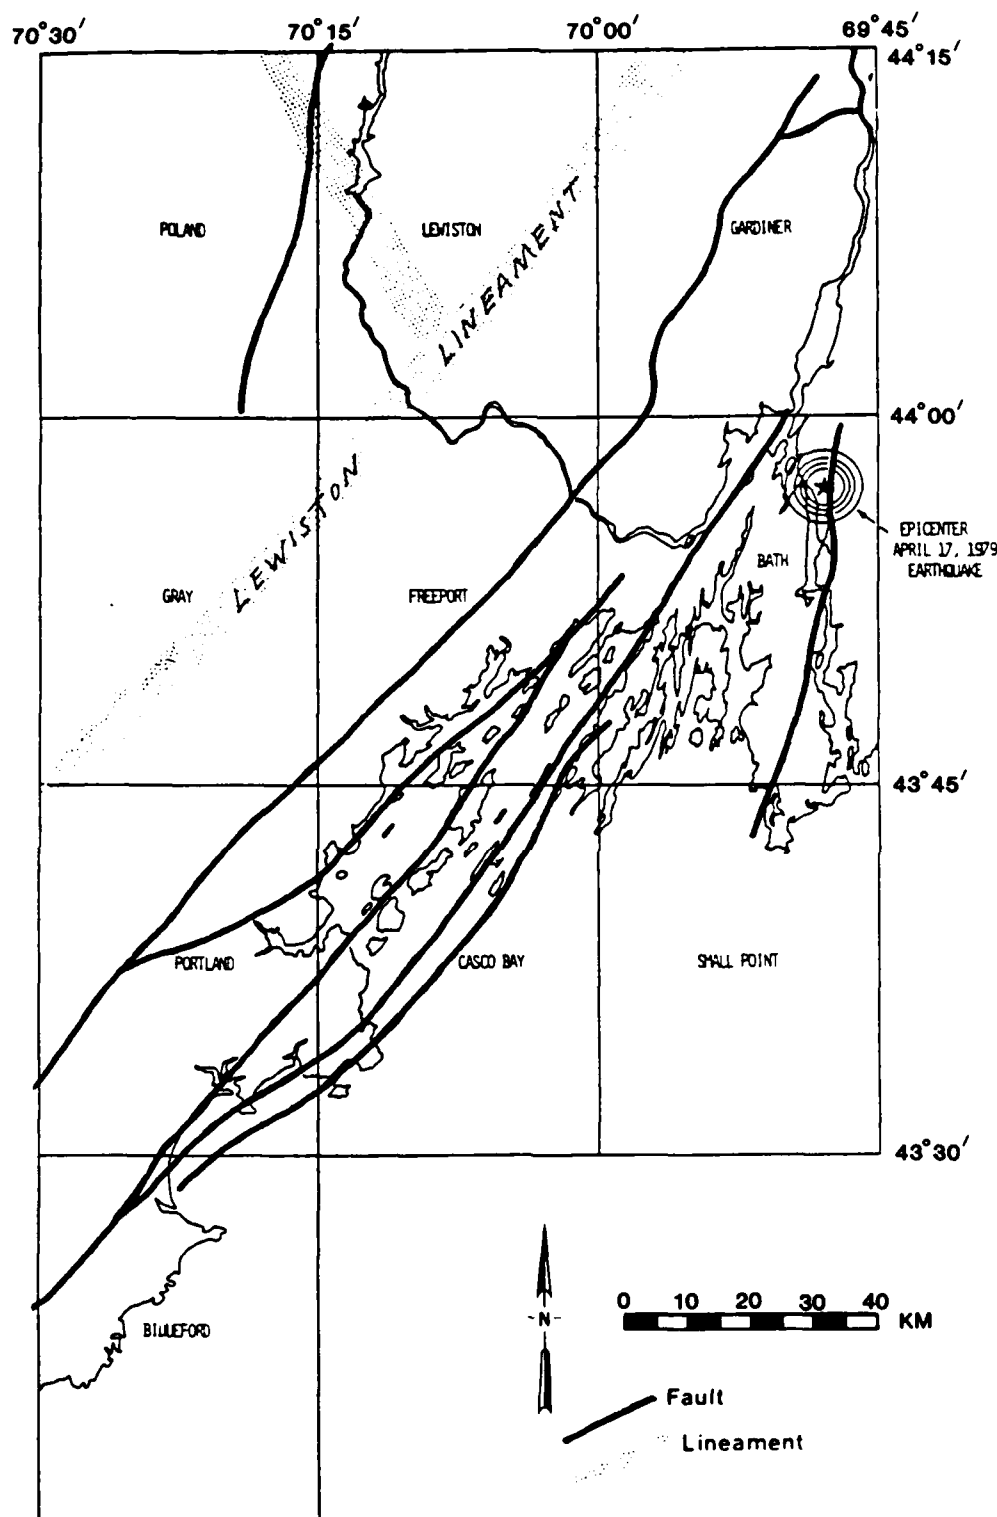 70°30′ 70°15′ 70°00′ 69°45′
44°15′
POLAND LEWISTON GARDINER
LINEAMENT
44°00′
LEWISTON
EPICENTER
APRIL 17, 1979
EARTHQUAKE
BATH
GRAY FREEPORT
43°45′
PORTLAND CASCO BAY SMALL POINT
43°30′
0 10 20 30 40
KM
-N-
BIDDEFORD
Fault
Lineament